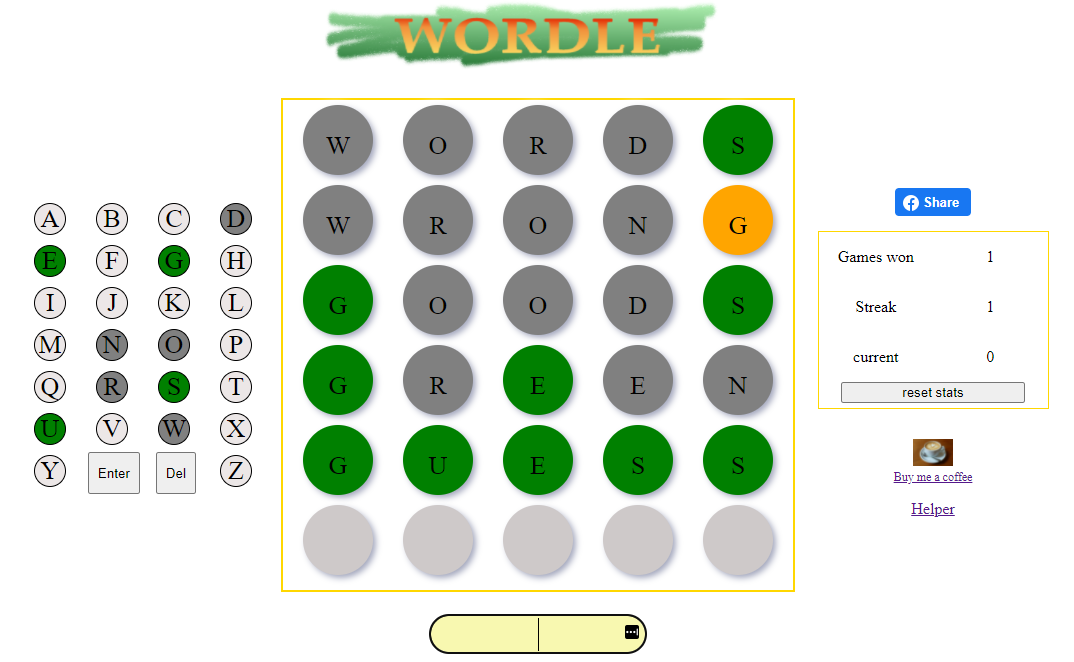 WORDLE
W O R D S
W R O N G
G O O D S
G R E E N
G U E S S
A B C D
E F G H
I J K L
M N O P
Q R S T
U V W X
Y Enter Del Z
Share
Games won 1
Streak 1
current 0
reset stats
Buy me a coffee
Helper